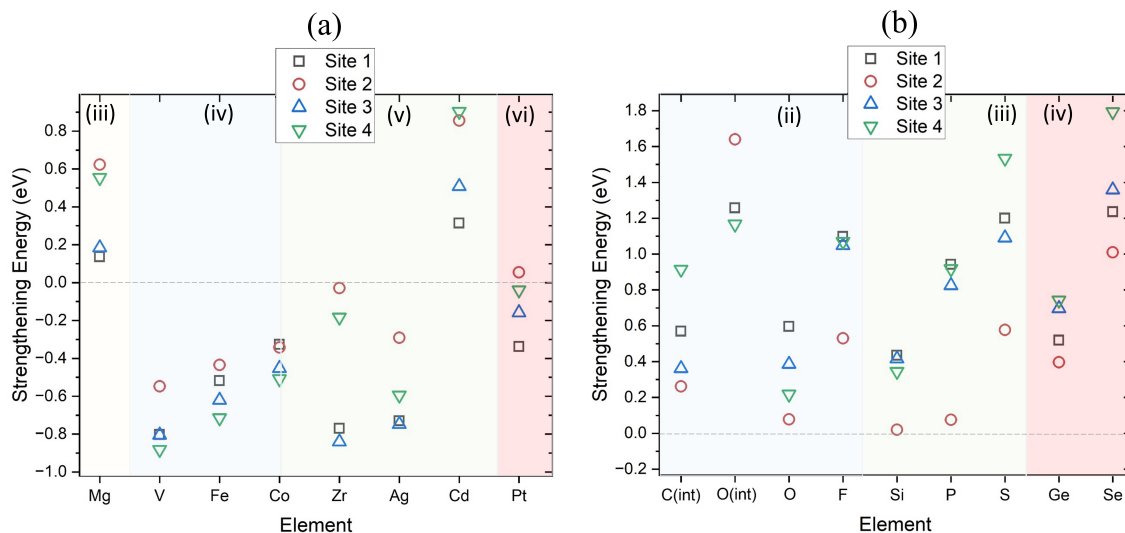 (a)
Site 1
Site 2
Site 3
Site 4
(iii)
(iv)
(v)
(vi)
0.8
0.6
0.4
0.2
0.0
−0.2
−0.4
−0.6
−0.8
−1.0
Strengthening Energy (eV)
Mg V Fe Co Zr Ag Cd Pt
Element
(b)
Site 1
Site 2
Site 3
Site 4
(ii)
(iii)
(iv)
1.8
1.6
1.4
1.2
1.0
0.8
0.6
0.4
0.2
0.0
−0.2
Strengthening Energy (eV)
C(int) O(int) O F Si P S Ge Se
Element